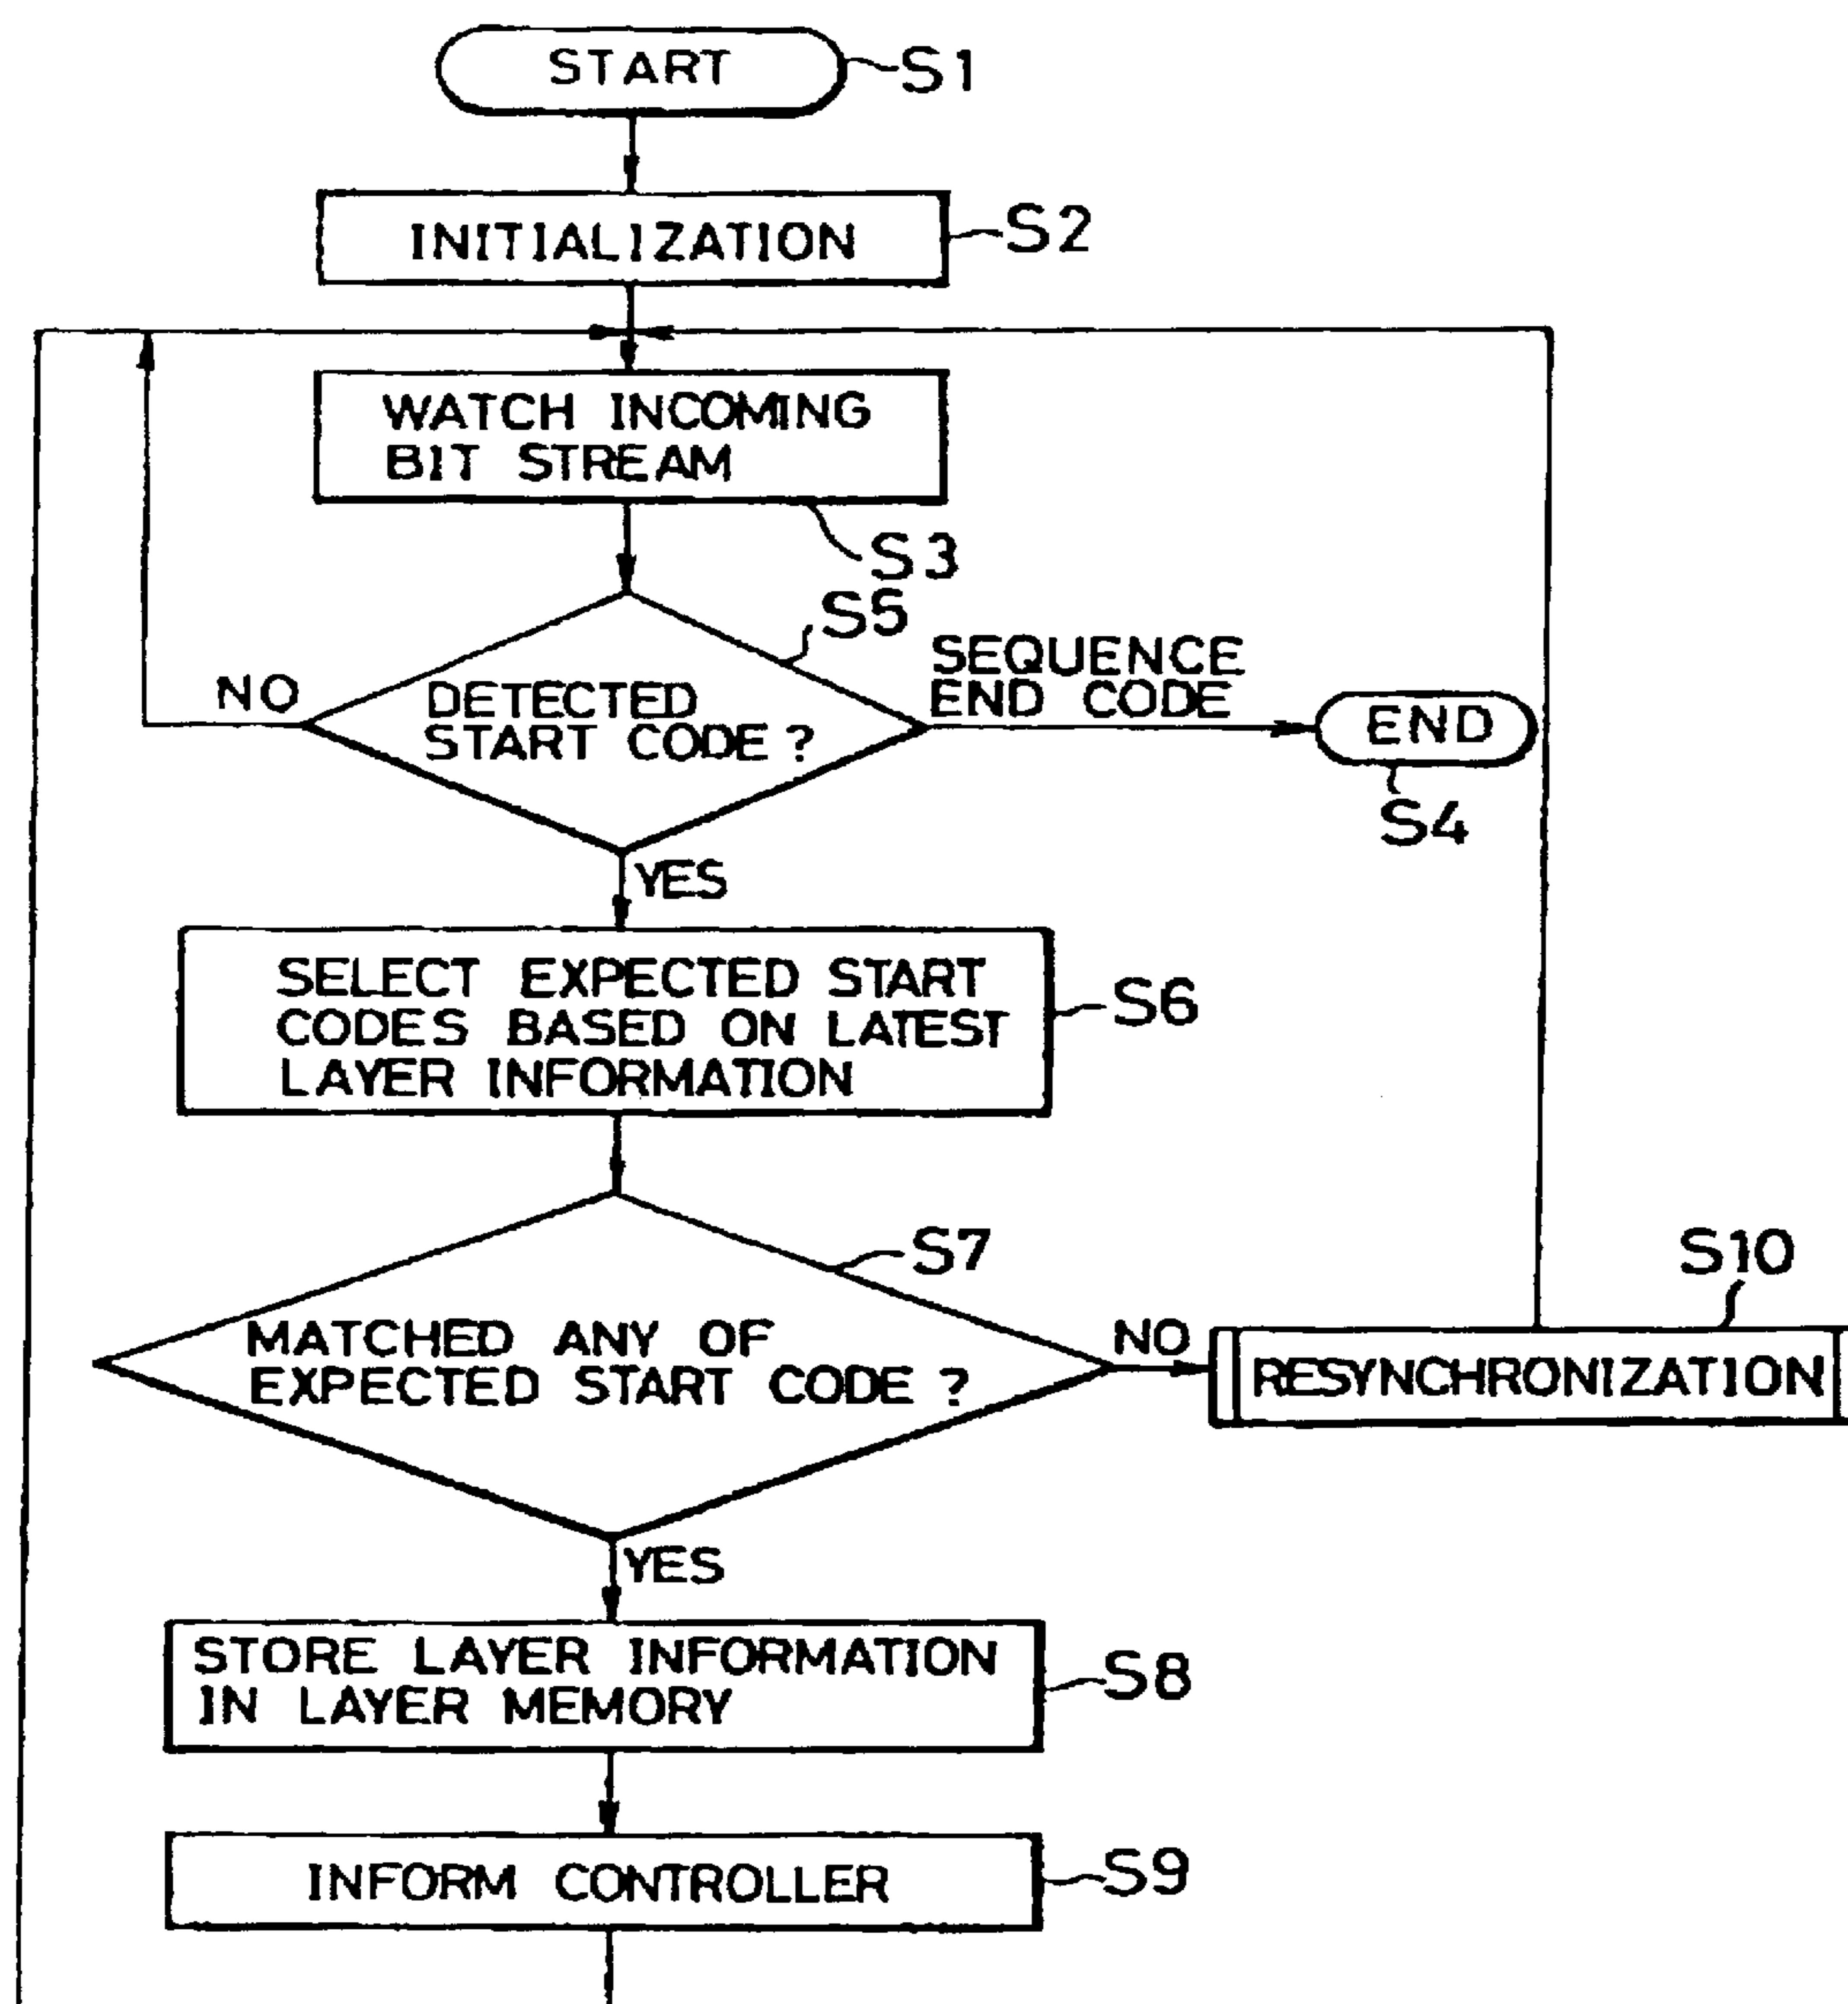 START
S1
INITIALIZATION
S2
WATCH INCOMING
BIT STREAM
S3
S5
DETECTED
START CODE ?
NO
SEQUENCE
END CODE
END
S4
YES
SELECT EXPECTED START
CODES BASED ON LATEST
LAYER INFORMATION
S6
S7
MATCHED ANY OF
EXPECTED START CODE ?
NO
S10
RESYNCHRONIZATION
YES
STORE LAYER INFORMATION
IN LAYER MEMORY
S8
INFORM CONTROLLER
S9